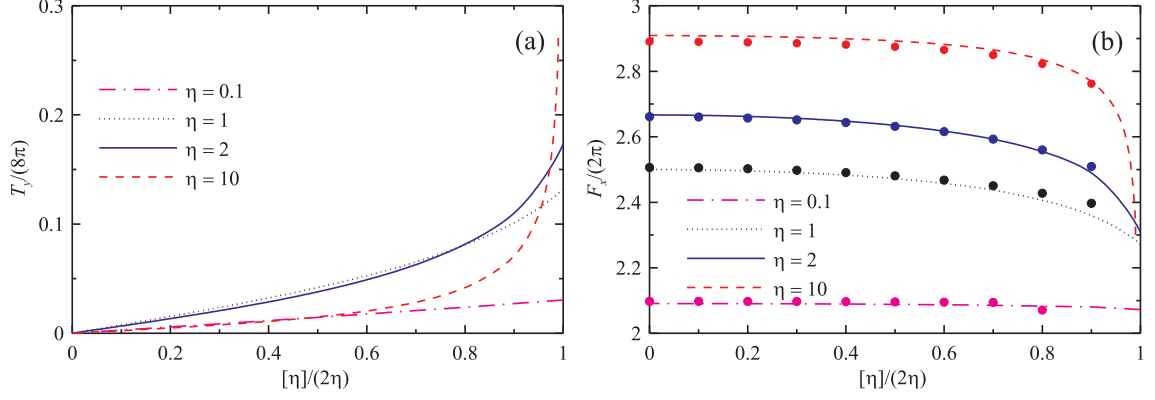 0.3
0.2
0.1
0
T_y/(8π)
(a)
η = 0.1
η = 1
η = 2
η = 10
0 0.2 0.4 0.6 0.8 1
[η]/(2η)
3
2.8
2.6
2.4
2.2
2
F_x/(2π)
(b)
η = 0.1
η = 1
η = 2
η = 10
0 0.2 0.4 0.6 0.8 1
[η]/(2η)